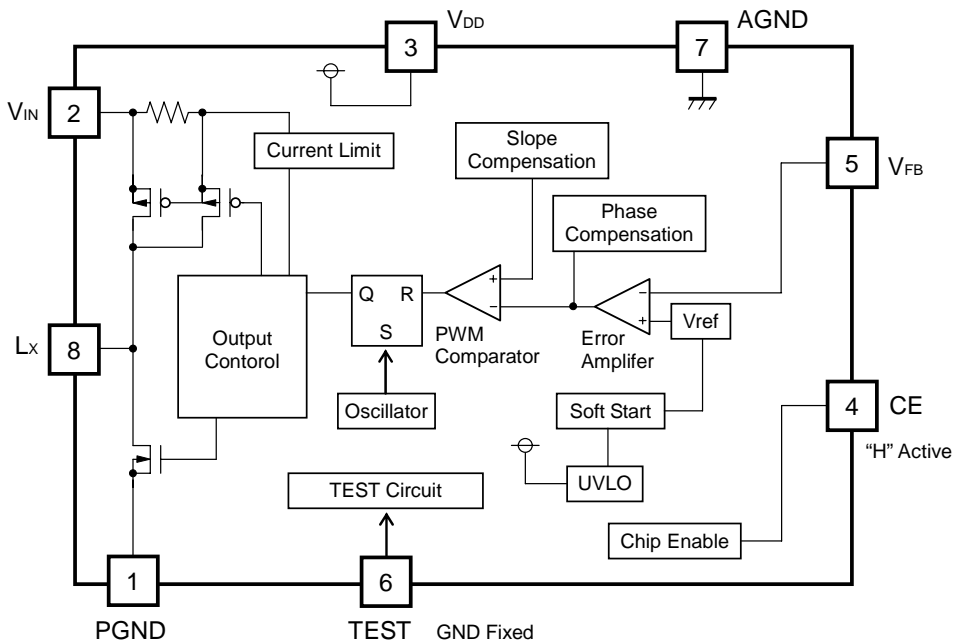 VDD
AGND
3
7
VIN
2
Current Limit
Slope
Compensation
5
VFB
Phase
Compensation
Q
R
S
+
−
−
+
Vref
PWM
Comparator
Error
Amplifer
LX
8
Output
Contorol
Oscillator
Soft Start
4
CE
"H" Active
UVLO
TEST Circuit
Chip Enable
1
6
PGND
TEST
GND Fixed